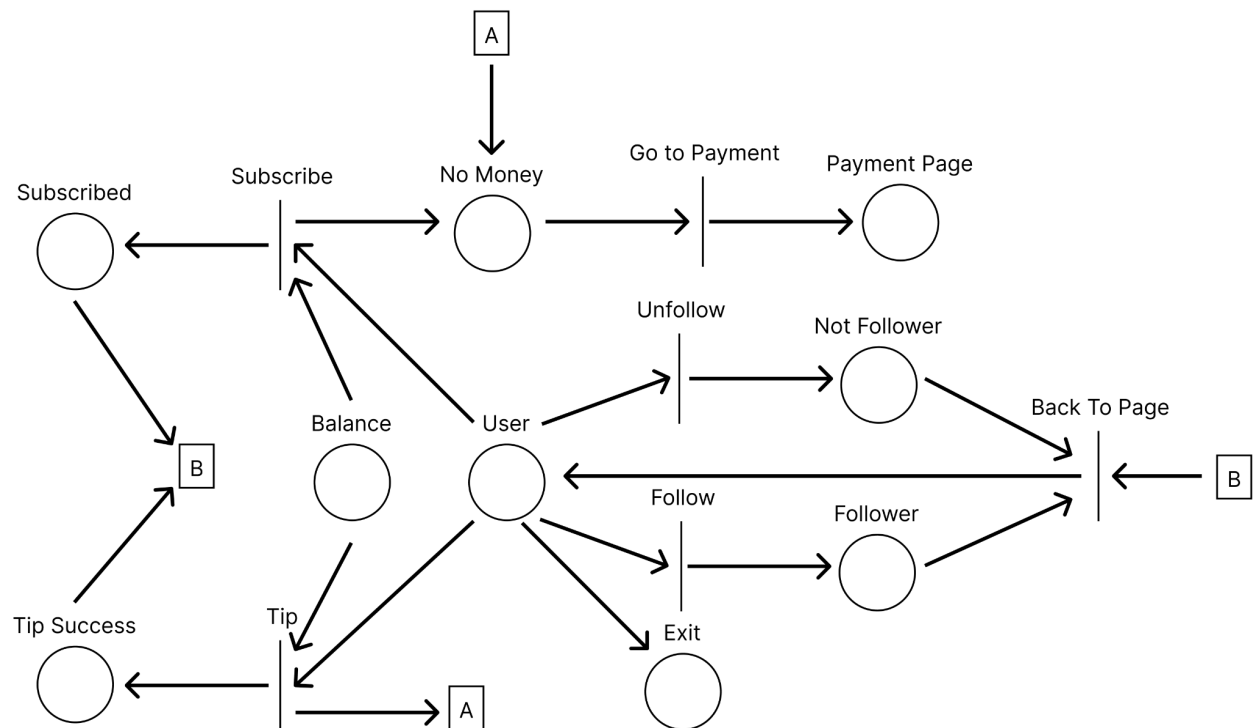 A
Go to Payment
Payment Page
No Money
Subscribe
Subscribed
Unfollow
Not Follower
Back To Page
Balance
User
B
B
Follow
Follower
Tip
Tip Success
Exit
A